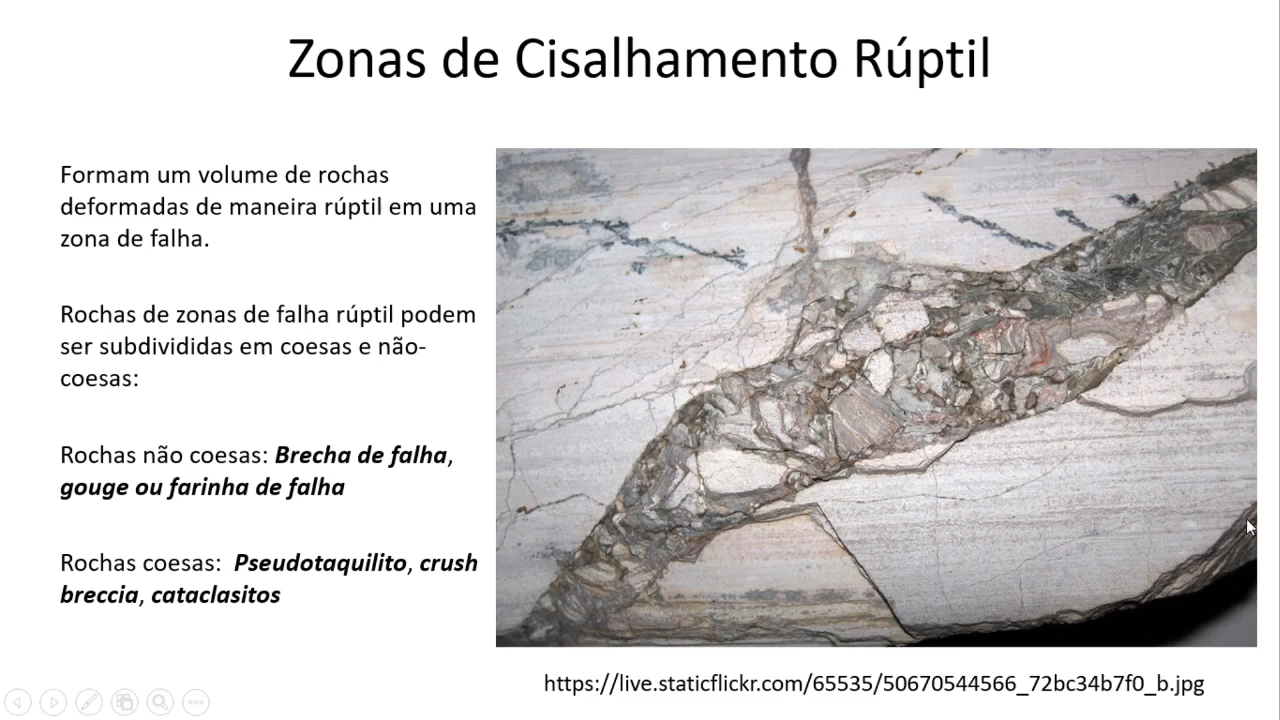 Zonas de Cisalhamento Rúptil
Formam um volume de rochas
deformadas de maneira rúptil em uma
zona de falha.
Rochas de zonas de falha rúptil podem
ser subdivididas em coesas e não-
coesas:
Rochas não coesas: Brecha de falha,
gouge ou farinha de falha
Rochas coesas: Pseudotaquilito, crush
breccia, cataclasitos
https://live.staticflickr.com/65535/50670544566_72bc34b7f0_b.jpg